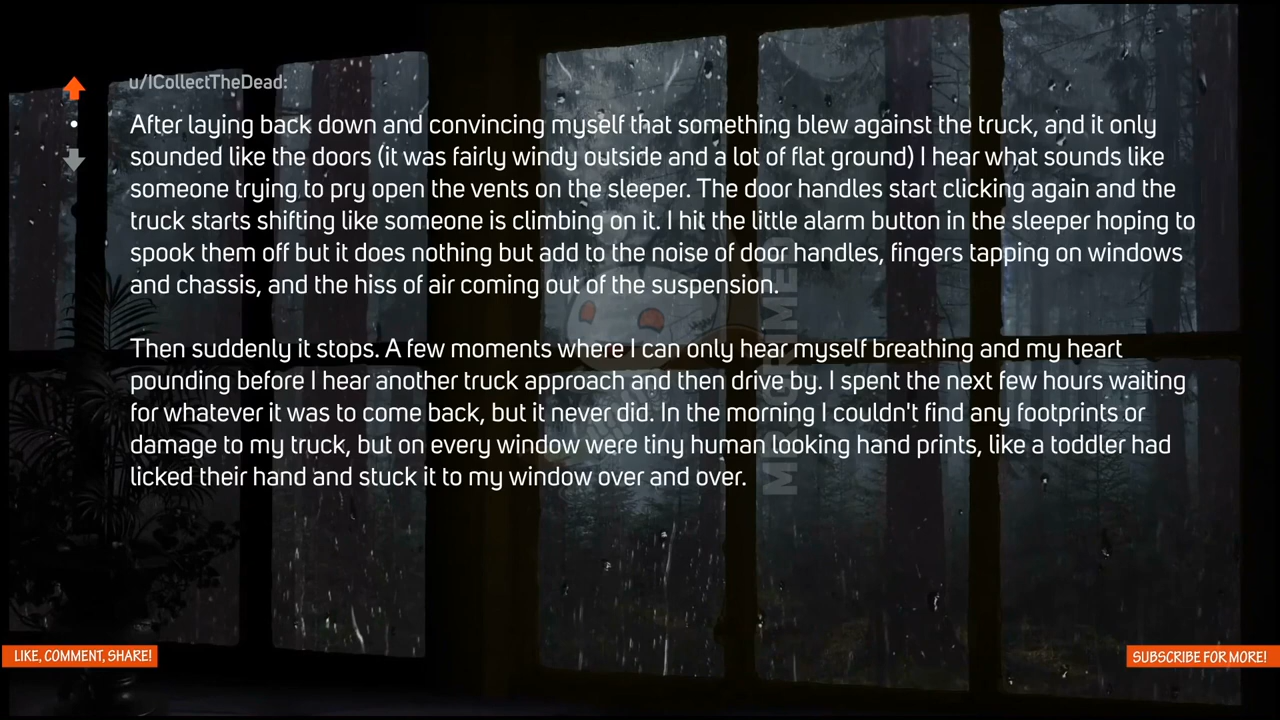 u/ICollectTheDead:
After laying back down and convincing myself that something blew against the truck, and it only
sounded like the doors (it was fairly windy outside and a lot of flat ground) I hear what sounds like
someone trying to pry open the vents on the sleeper. The door handles start clicking again and the
truck starts shifting like someone is climbing on it. I hit the little alarm button in the sleeper hoping to
spook them off but it does nothing but add to the noise of door handles, fingers tapping on windows
and chassis, and the hiss of air coming out of the suspension.
Then suddenly it stops. A few moments where I can only hear myself breathing and my heart
pounding before I hear another truck approach and then drive by. I spent the next few hours waiting
for whatever it was to come back, but it never did. In the morning I couldn't find any footprints or
damage to my truck, but on every window were tiny human looking hand prints, like a toddler had
licked their hand and stuck it to my window over and over.
LIKE, COMMENT, SHARE!
SUBSCRIBE FOR MORE!